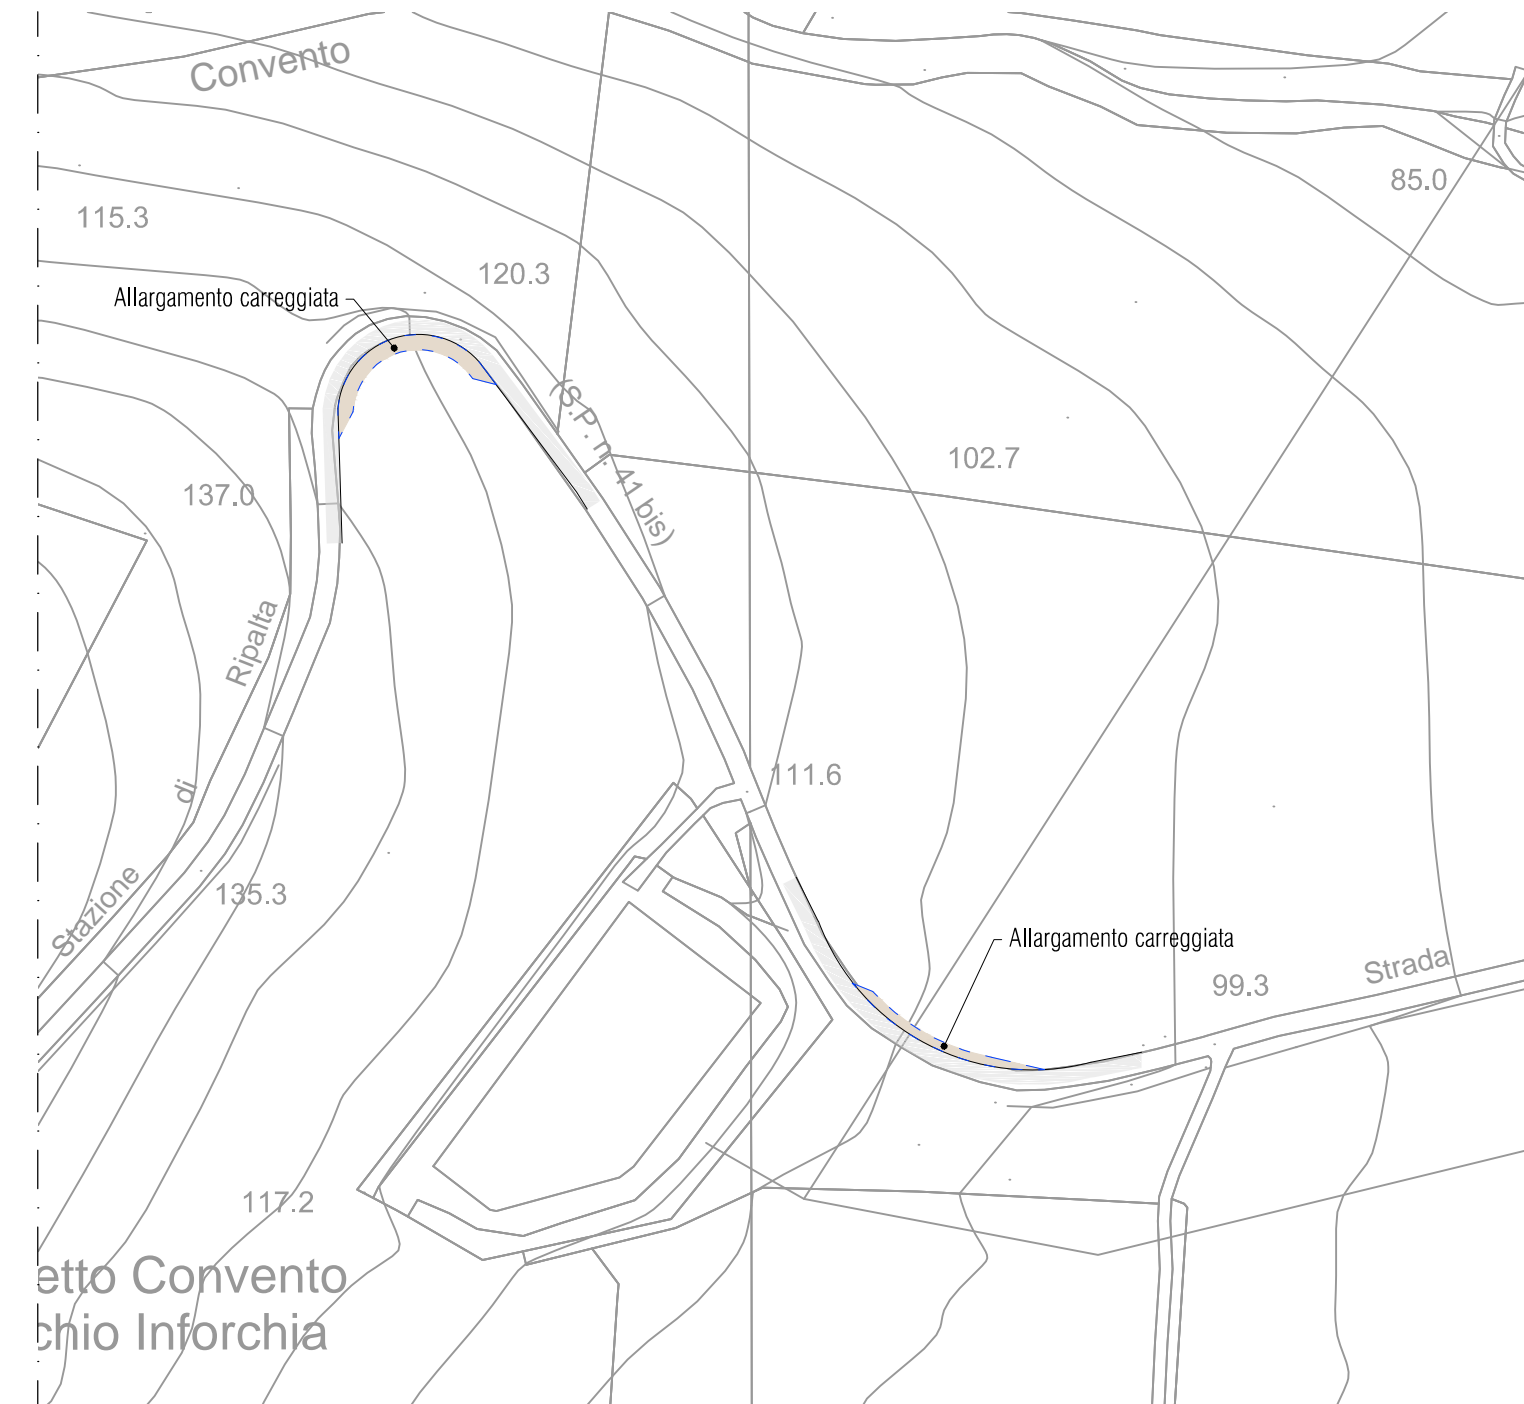 Convento
85.0
115.3
120.3
Allargamento carreggiata
(S.P. n. 41 bis)
102.7
137.0
Ripalta
111.6
di
135.3
Stazione
Allargamento carreggiata
Strada
99.3
117.2
etto Convento
chio Inforchia